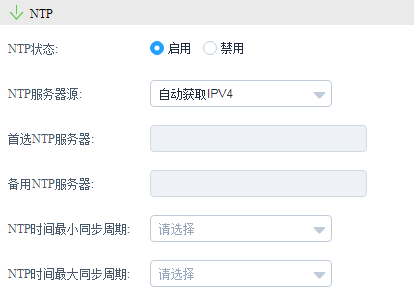 NTP
NTP状态: 启用 禁用
NTP服务器源: 自动获取IPV4
首选NTP服务器:
备用NTP服务器:
NTP时间最小同步周期: 请选择
NTP时间最大同步周期: 请选择